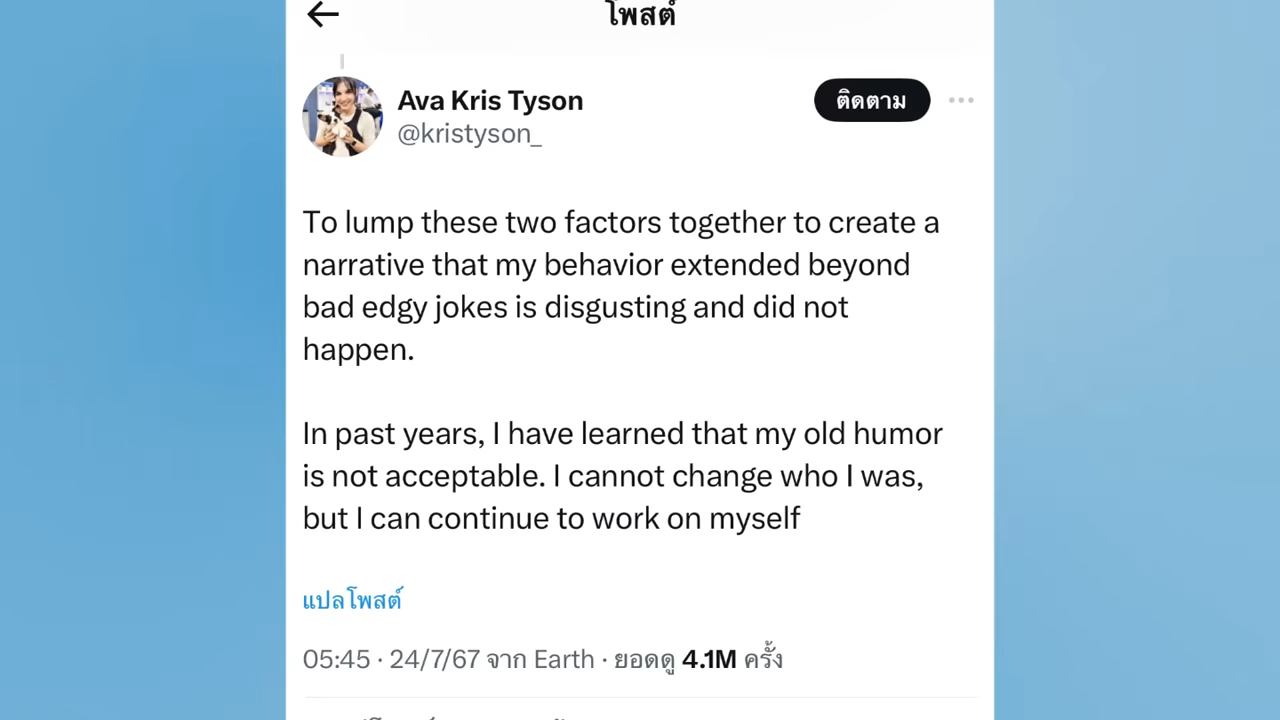 โพสต์
Ava Kris Tyson
ติดตาม
@kristyson_
To lump these two factors together to create a
narrative that my behavior extended beyond
bad edgy jokes is disgusting and did not
happen.
In past years, I have learned that my old humor
is not acceptable. I cannot change who I was,
but I can continue to work on myself
แปลโพสต์
05:45 · 24/7/67 จาก Earth · ยอดดู 4.1M ครั้ง